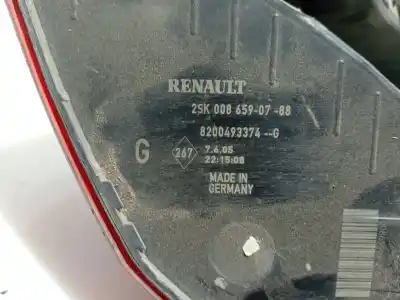 RENAULT
2SK 008 659-07-88
8200493374--G
G
267
7.4.05
22:15:08
MADE IN
GERMANY